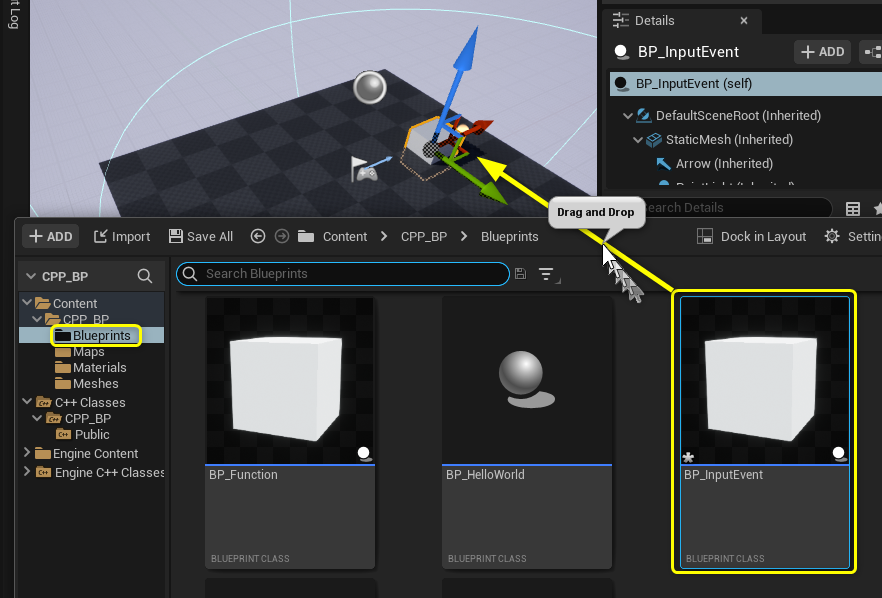 t Log
Details
BP_InputEvent
+ ADD
BP_InputEvent (self)
DefaultSceneRoot (Inherited)
StaticMesh (Inherited)
Arrow (Inherited)
PointLight (Inherited)
Search Details
Drag and Drop
+ ADD
Import
Save All
Content
CPP_BP
Blueprints
Dock in Layout
Settin
CPP_BP
Search Blueprints
Content
CPP_BP
Blueprints
Maps
Materials
Meshes
C++ Classes
CPP_BP
Public
Engine Content
Engine C++ Classes
BP_Function
BLUEPRINT CLASS
BP_HelloWorld
BLUEPRINT CLASS
BP_InputEvent
BLUEPRINT CLASS